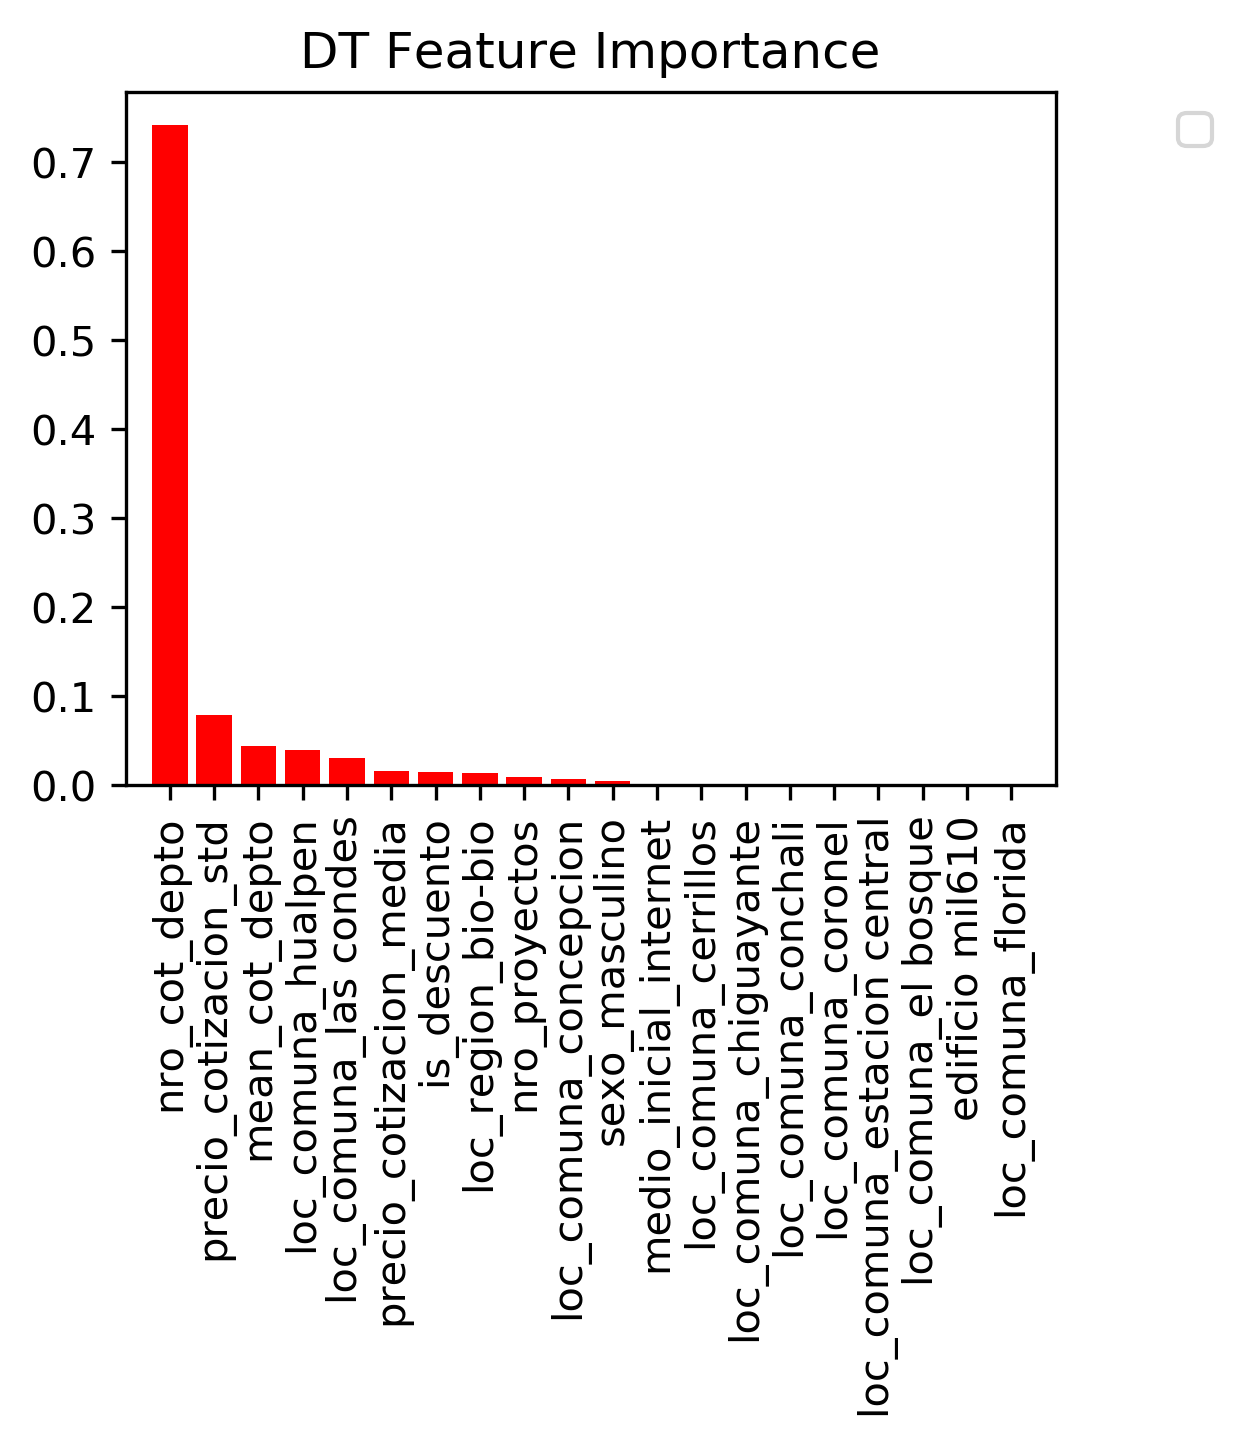 DT Feature Importance
0.7
0.6
0.5
0.4
0.3
0.2
0.1
0.0
nro_cot_depto
precio_cotizacion_std
mean_cot_depto
loc_comuna_hualpen
loc_comuna_las condes
precio_cotizacion_media
is_descuento
loc_region_bio-bio
nro_proyectos
loc_comuna_concepcion
sexo_masculino
medio_inicial_internet
loc_comuna_cerrillos
loc_comuna_chiguayante
loc_comuna_conchali
loc_comuna_coronel
loc_comuna_estacion central
loc_comuna_el bosque
edificio mil610
loc_comuna_florida